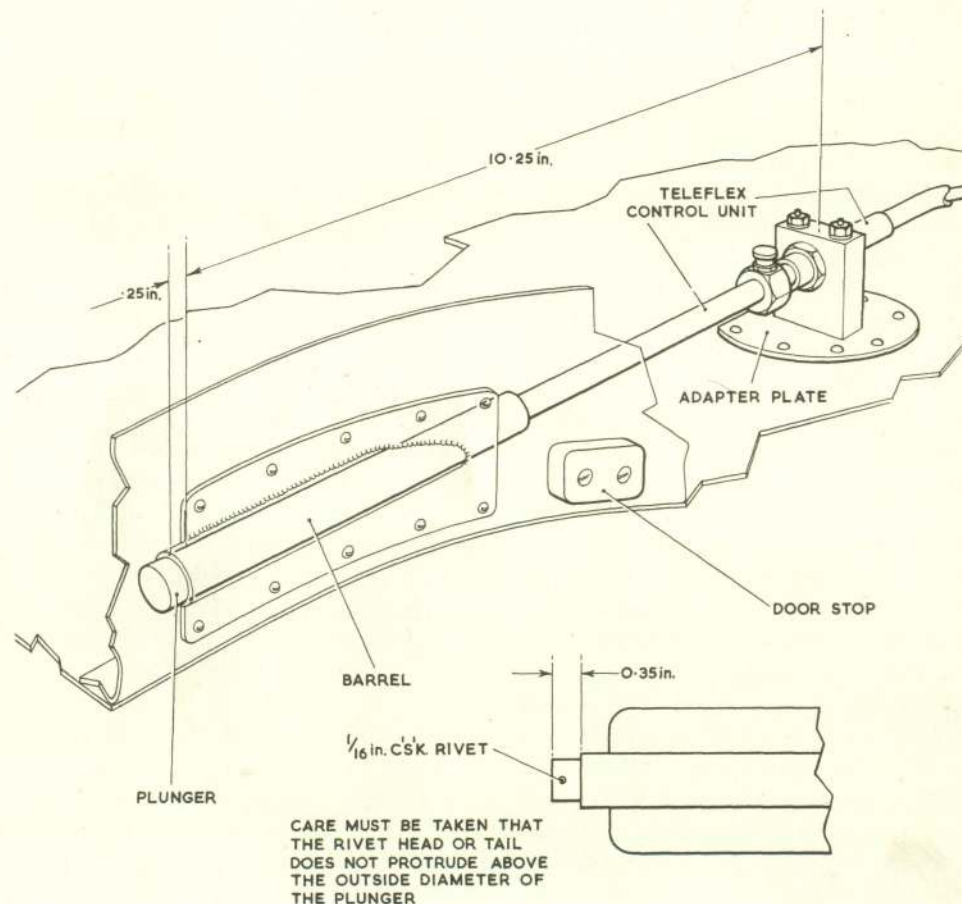 10·25 in.
TELEFLEX
CONTROL UNIT
·25 in.
ADAPTER PLATE
DOOR STOP
BARREL
0·35 in.
1/16 in. C'S'K. RIVET
PLUNGER
CARE MUST BE TAKEN THAT
THE RIVET HEAD OR TAIL
DOES NOT PROTRUDE ABOVE
THE OUTSIDE DIAMETER OF
THE PLUNGER